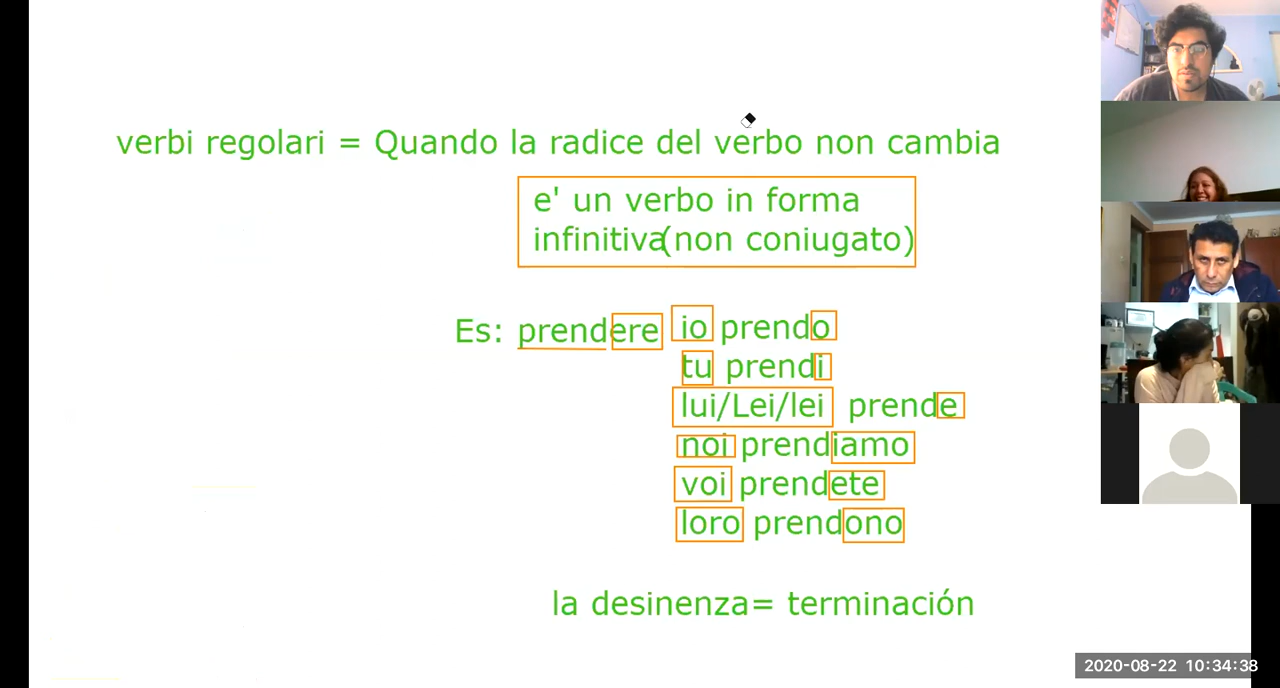 verbi regolari = Quando la radice del verbo non cambia
e' un verbo in forma
infinitiva(non coniugato)
Es: prendere io prendo
tu prendi
lui/Lei/lei prende
noi prendiamo
voi prendete
loro prendono
la desinenza= terminación
2020-08-22 10:34:38